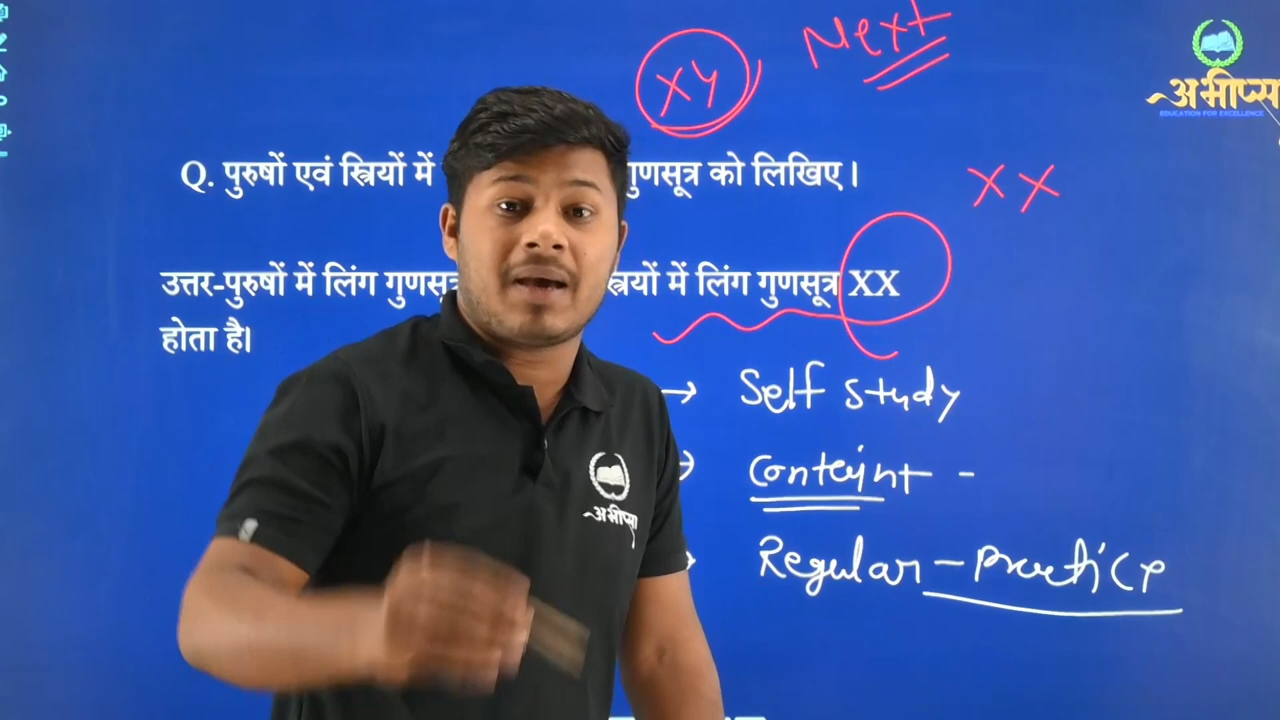 Next
XY
अभीप्सा
EDUCATION FOR EXCELLENCE
Q. पुरुषों एवं स्त्रियों में गुणसूत्र को लिखिए।
XX
उत्तर-पुरुषों में लिंग गुणसूत्र स्त्रियों में लिंग गुणसूत्र XX
होता है।
→ Self study
→ Conteint -
Regular - practice
अभीप्सा